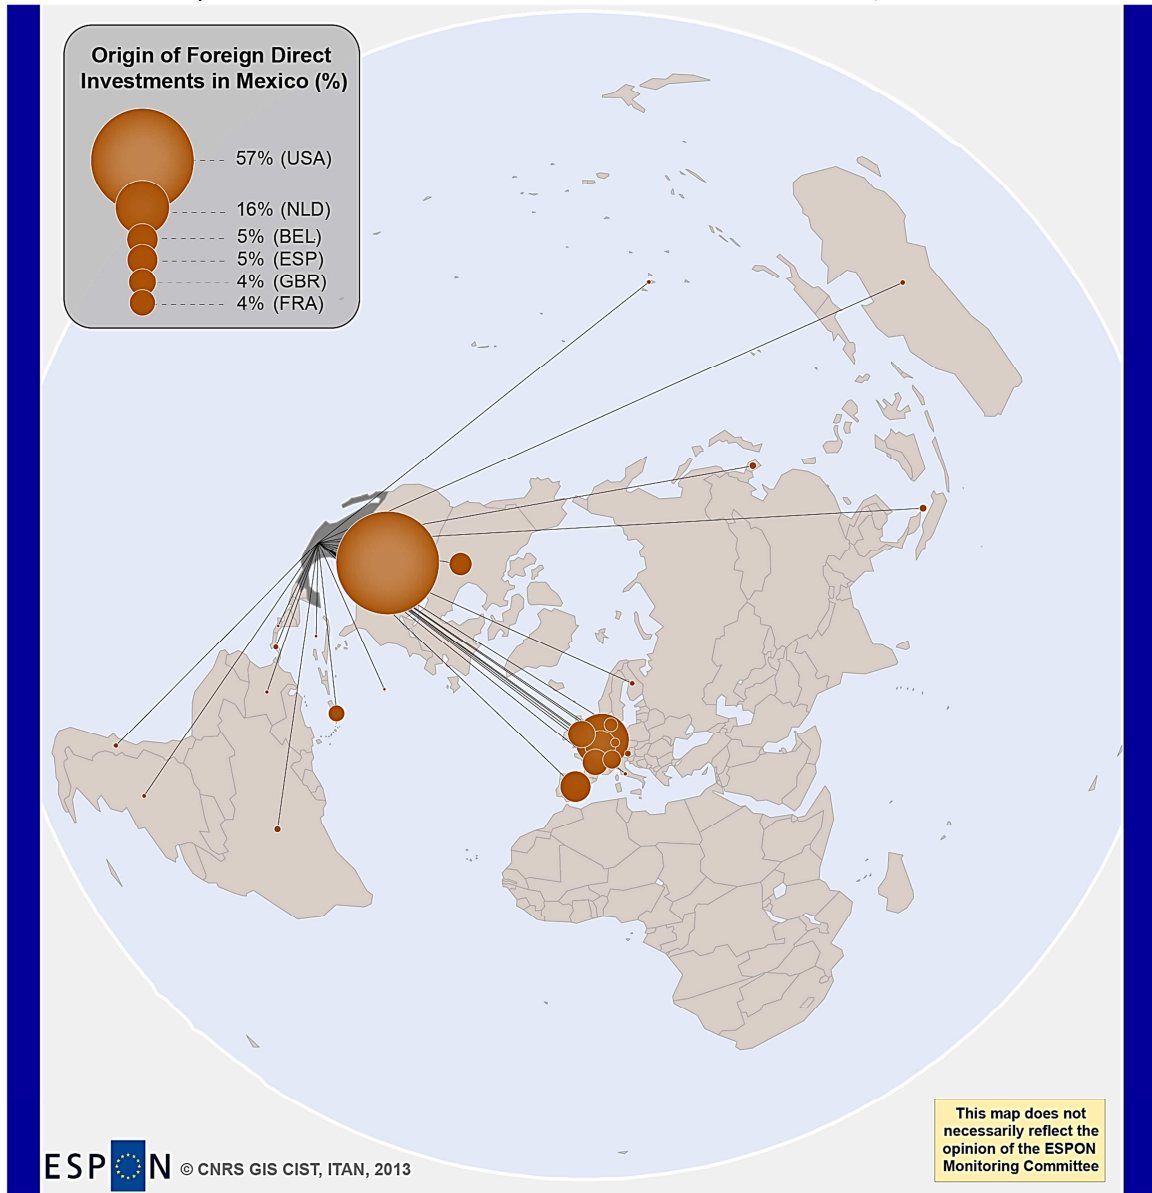 Origin of Foreign Direct
Investments in Mexico (%)
57% (USA)
16% (NLD)
5% (BEL)
5% (ESP)
4% (GBR)
4% (FRA)
This map does not
necessarily reflect the
opinion of the ESPON
Monitoring Committee
ESPON © CNRS GIS CIST, ITAN, 2013